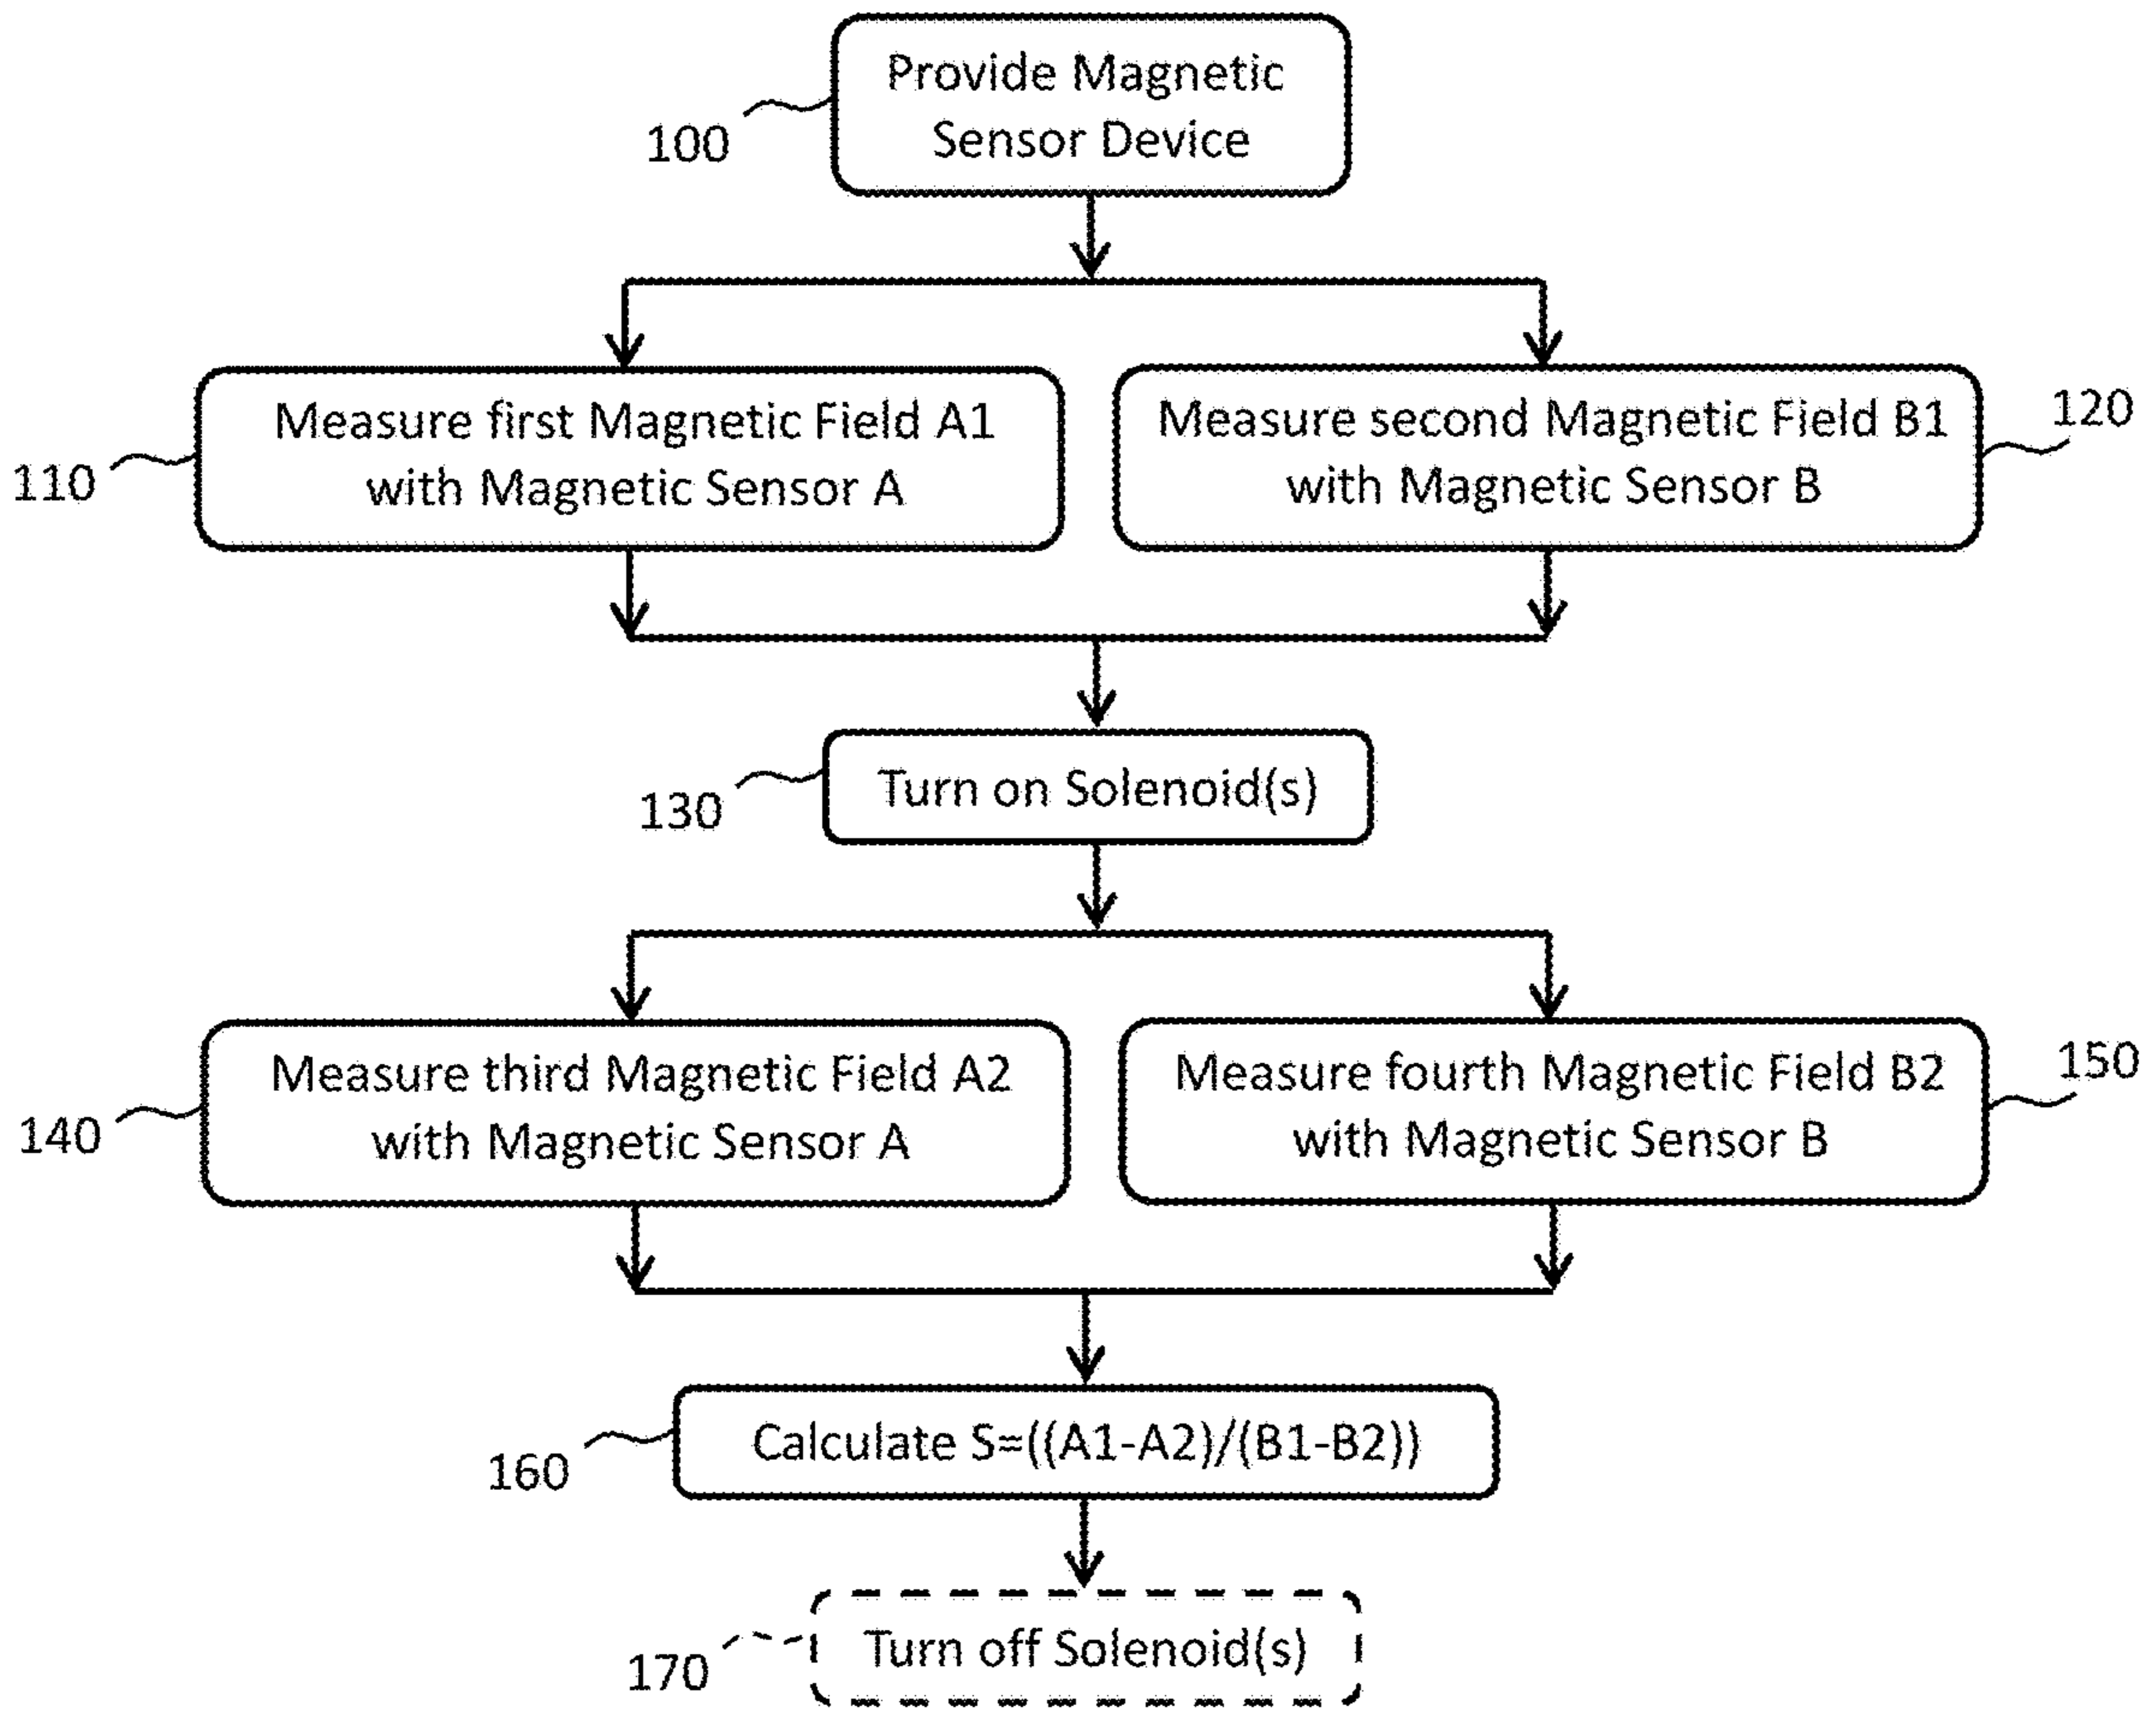 Provide Magnetic
Sensor Device
100
Measure first Magnetic Field A1
with Magnetic Sensor A
110
Measure second Magnetic Field B1
with Magnetic Sensor B
120
Turn on Solenoid(s)
130
Measure third Magnetic Field A2
with Magnetic Sensor A
140
Measure fourth Magnetic Field B2
with Magnetic Sensor B
150
Calculate S=((A1-A2)/(B1-B2))
160
Turn off Solenoid(s)
170